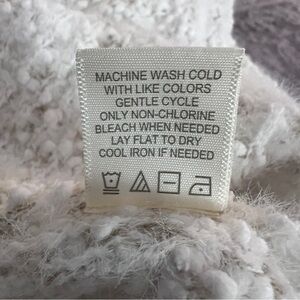 MACHINE WASH COLD
WITH LIKE COLORS
GENTLE CYCLE
ONLY NON-CHLORINE
BLEACH WHEN NEEDED
LAY FLAT TO DRY
COOL IRON IF NEEDED